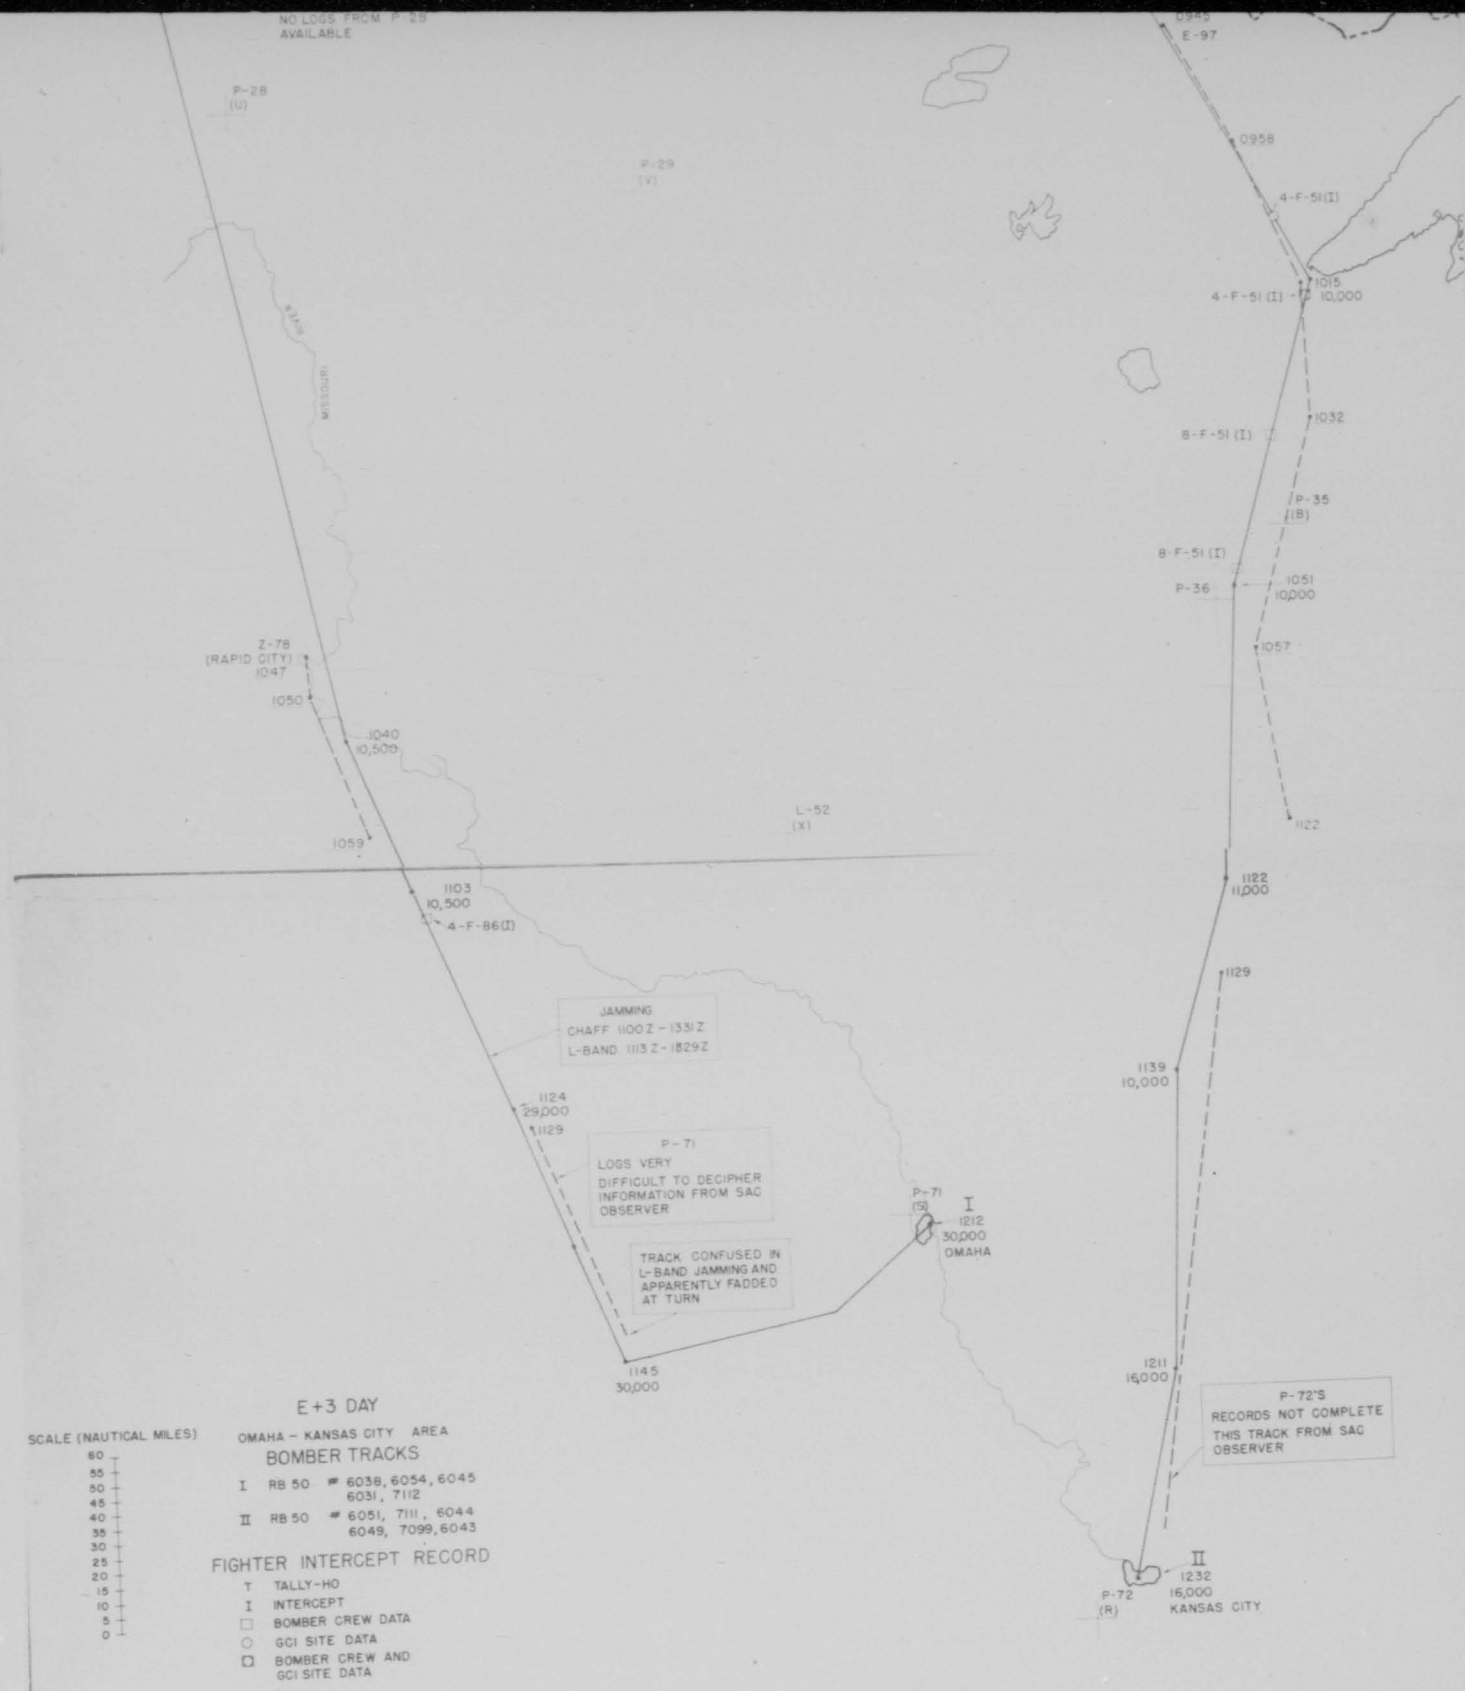 NO LOGS FROM P-28
AVAILABLE
P-28
(U)
P-29
(V)
0945
E-97
0958
4-F-51(I)
1015
10,000
4-F-51 (I)
1032
8-F-51 (I)
P-35
(B)
8-F-51 (I)
P-36
1051
10,000
1057
1122
RIVER
MISSOURI
Z-78
(RAPID CITY)
1047
1050
1040
10,500
1059
L-52
(X)
1103
10,500
4-F-86(I)
1122
11,000
1129
JAMMING
CHAFF 1100Z-1331Z
L-BAND 1113Z-1829Z
1139
10,000
1124
29,000
1129
P-71
LOGS VERY
DIFFICULT TO DECIPHER
INFORMATION FROM SAC
OBSERVER
P-71
(S)
I
1212
30,000
OMAHA
TRACK CONFUSED IN
L-BAND JAMMING AND
APPARENTLY FADDED
AT TURN
1145
30,000
1211
16,000
P-72'S
RECORDS NOT COMPLETE
THIS TRACK FROM SAC
OBSERVER
II
1232
16,000
KANSAS CITY
P-72
(R)
SCALE (NAUTICAL MILES)
60
55
50
45
40
35
30
25
20
15
10
5
0
E+3 DAY
OMAHA - KANSAS CITY AREA
BOMBER TRACKS
I RB 50 # 6038, 6054, 6045
6031, 7112
II RB 50 # 6051, 7111, 6044
6049, 7099, 6043
FIGHTER INTERCEPT RECORD
T TALLY-HO
I INTERCEPT
BOMBER CREW DATA
GCI SITE DATA
BOMBER CREW AND
GCI SITE DATA